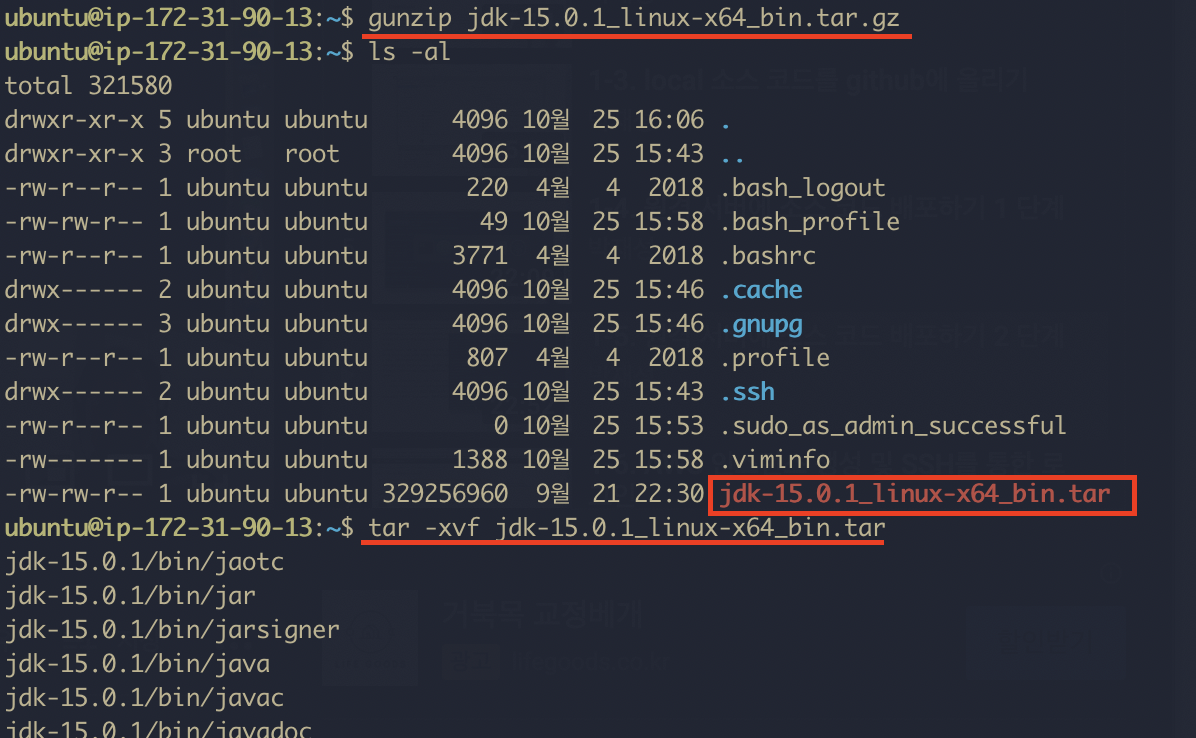 ubuntu@ip-172-31-90-13:~$ gunzip jdk-15.0.1_linux-x64_bin.tar.gz
ubuntu@ip-172-31-90-13:~$ ls -al
total 321580
drwxr-xr-x 5 ubuntu ubuntu 4096 10월 25 16:06 .
drwxr-xr-x 3 root root 4096 10월 25 15:43 ..
-rw-r--r-- 1 ubuntu ubuntu 220 4월 4 2018 .bash_logout
-rw-rw-r-- 1 ubuntu ubuntu 49 10월 25 15:58 .bash_profile
-rw-r--r-- 1 ubuntu ubuntu 3771 4월 4 2018 .bashrc
drwx------ 2 ubuntu ubuntu 4096 10월 25 15:46 .cache
drwx------ 3 ubuntu ubuntu 4096 10월 25 15:46 .gnupg
-rw-r--r-- 1 ubuntu ubuntu 807 4월 4 2018 .profile
drwx------ 2 ubuntu ubuntu 4096 10월 25 15:43 .ssh
-rw-r--r-- 1 ubuntu ubuntu 0 10월 25 15:53 .sudo_as_admin_successful
-rw------- 1 ubuntu ubuntu 1388 10월 25 15:58 .viminfo
-rw-rw-r-- 1 ubuntu ubuntu 329256960 9월 21 22:30 jdk-15.0.1_linux-x64_bin.tar
ubuntu@ip-172-31-90-13:~$ tar -xvf jdk-15.0.1_linux-x64_bin.tar
jdk-15.0.1/bin/jaotc
jdk-15.0.1/bin/jar
jdk-15.0.1/bin/jarsigner
jdk-15.0.1/bin/java
jdk-15.0.1/bin/javac
jdk-15.0.1/bin/javadoc